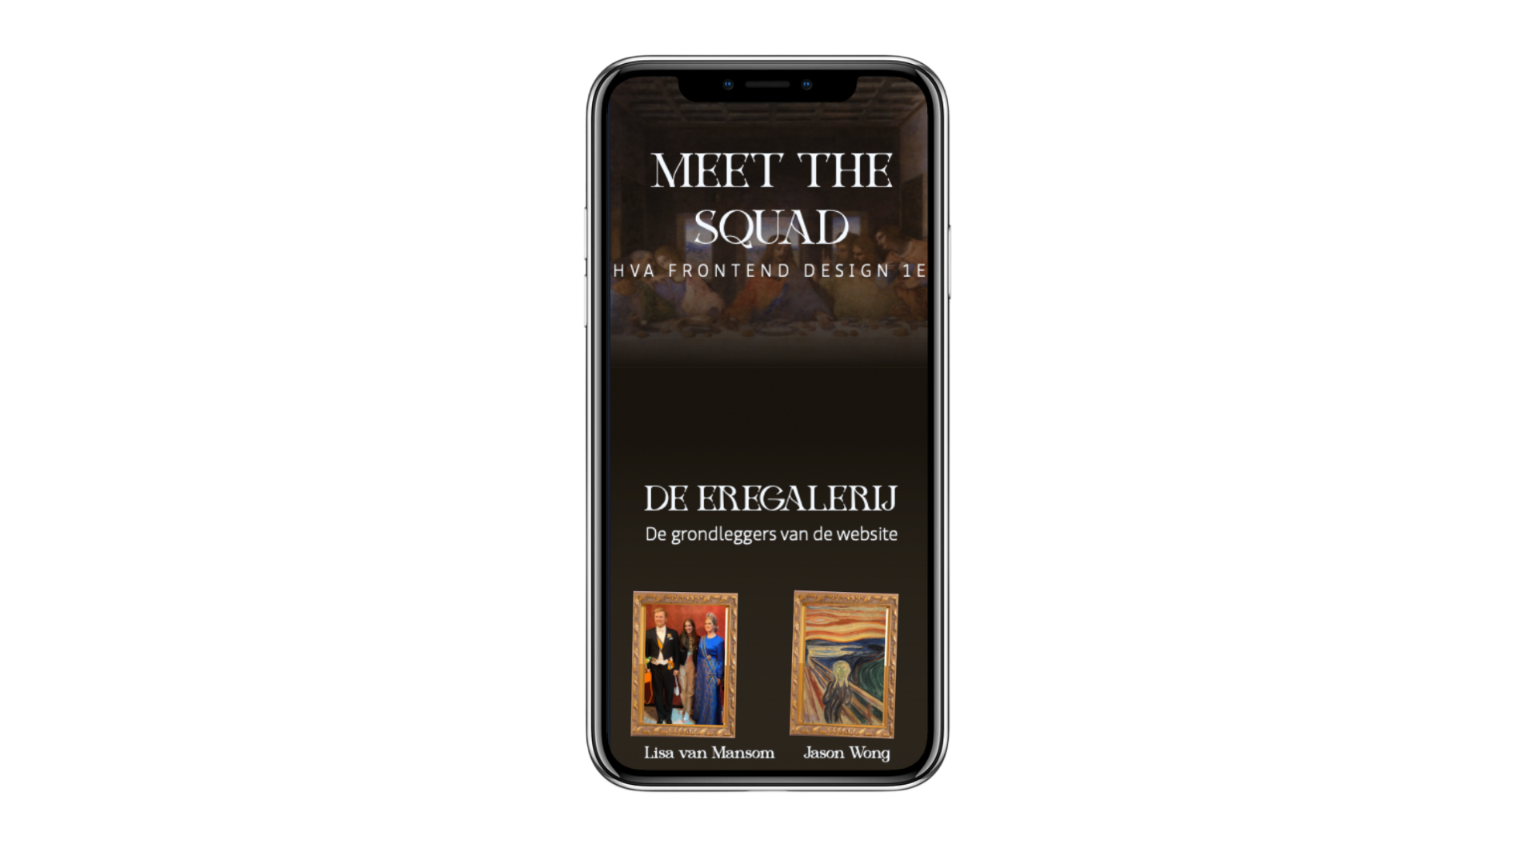 MEET THE
SQUAD
HVA FRONTEND DESIGN 1E
DE EREGALERIJ
De grondleggers van de website
Lisa van Mansom
Jason Wong